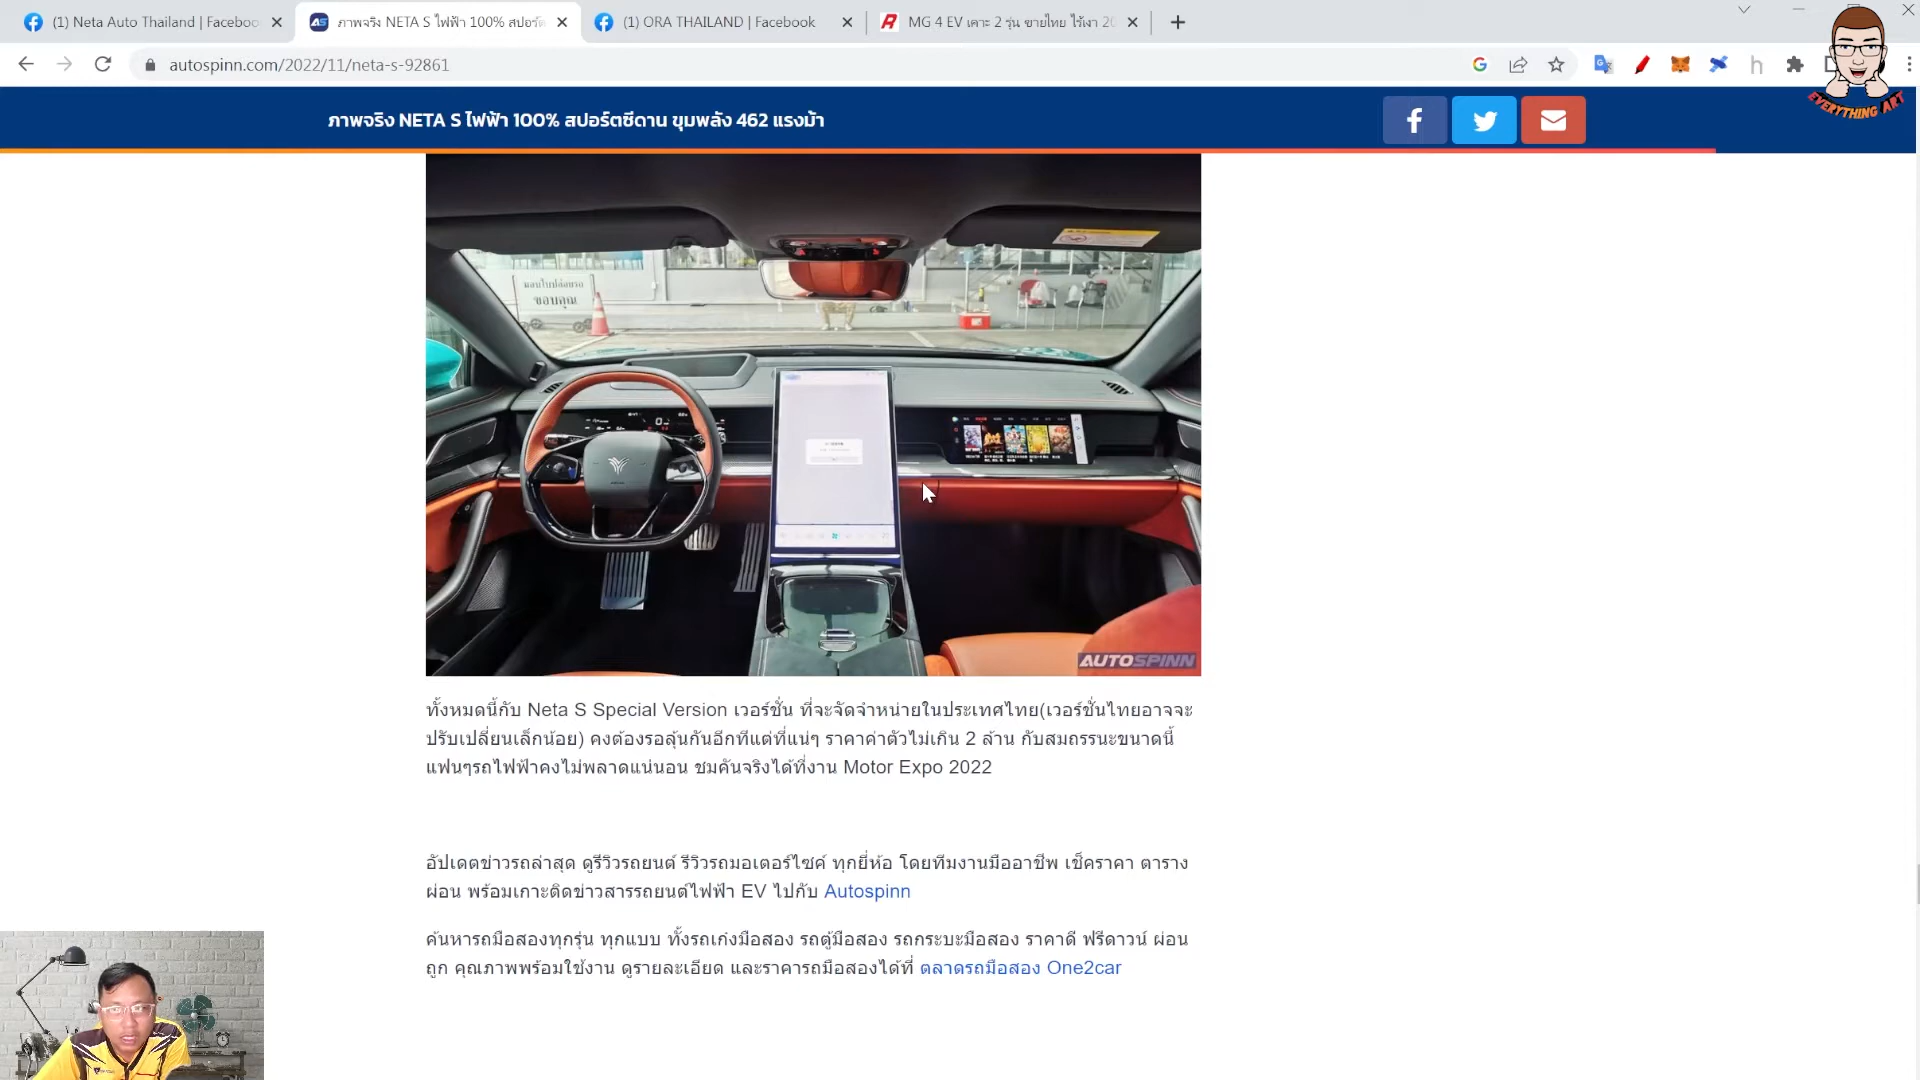 (1) Neta Auto Thailand | Faceboo
ภาพจริง NETA S ไฟฟ้า 100% สปอร์ต
(1) ORA THAILAND | Facebook
MG 4 EV เคาะ 2 รุ่น ขายไทย ไร้เงา 20
autospinn.com/2022/11/neta-s-92861
EVERYTHING ART
ภาพจริง NETA S ไฟฟ้า 100% สปอร์ตซีดาน ขุมพลัง 462 แรงม้า
ขอบคุณ
AUTOSPINN
ทั้งหมดนี้กับ Neta S Special Version เวอร์ชั่น ที่จะจัดจำหน่ายในประเทศไทย(เวอร์ชั่นไทยอาจจะ
ปรับเปลี่ยนเล็กน้อย) คงต้องรอลุ้นกันอีกทีแต่ที่แน่ๆ ราคาค่าตัวไม่เกิน 2 ล้าน กับสมถรรนะขนาดนี้
แฟนๆรถไฟฟ้าคงไม่พลาดแน่นอน ชมคันจริงได้ที่งาน Motor Expo 2022
อัปเดตข่าวรถล่าสุด ดูรีวิวรถยนต์ รีวิวรถมอเตอร์ไซค์ ทุกยี่ห้อ โดยทีมงานมืออาชีพ เช็คราคา ตาราง
ผ่อน พร้อมเกาะติดข่าวสารรถยนต์ไฟฟ้า EV ไปกับ Autospinn
ค้นหารถมือสองทุกรุ่น ทุกแบบ ทั้งรถเก๋งมือสอง รถตู้มือสอง รถกระบะมือสอง ราคาดี ฟรีดาวน์ ผ่อน
ถูก คุณภาพพร้อมใช้งาน ดูรายละเอียด และราคารถมือสองได้ที่ ตลาดรถมือสอง One2car